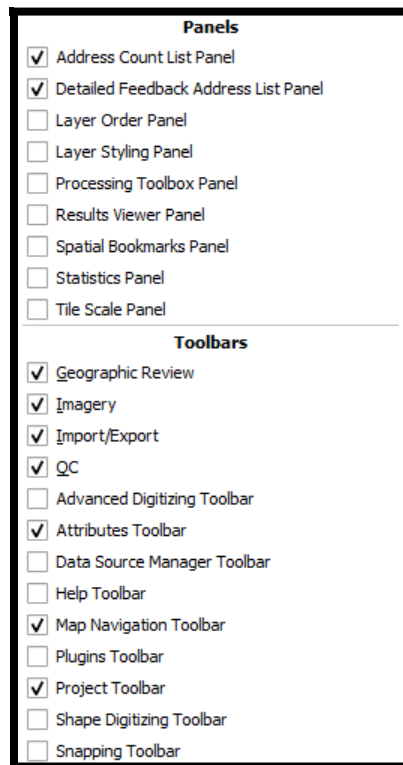 Panels
Address Count List Panel
Detailed Feedback Address List Panel
Layer Order Panel
Layer Styling Panel
Processing Toolbox Panel
Results Viewer Panel
Spatial Bookmarks Panel
Statistics Panel
Tile Scale Panel
Toolbars
Geographic Review
Imagery
Import/Export
QC
Advanced Digitizing Toolbar
Attributes Toolbar
Data Source Manager Toolbar
Help Toolbar
Map Navigation Toolbar
Plugins Toolbar
Project Toolbar
Shape Digitizing Toolbar
Snapping Toolbar